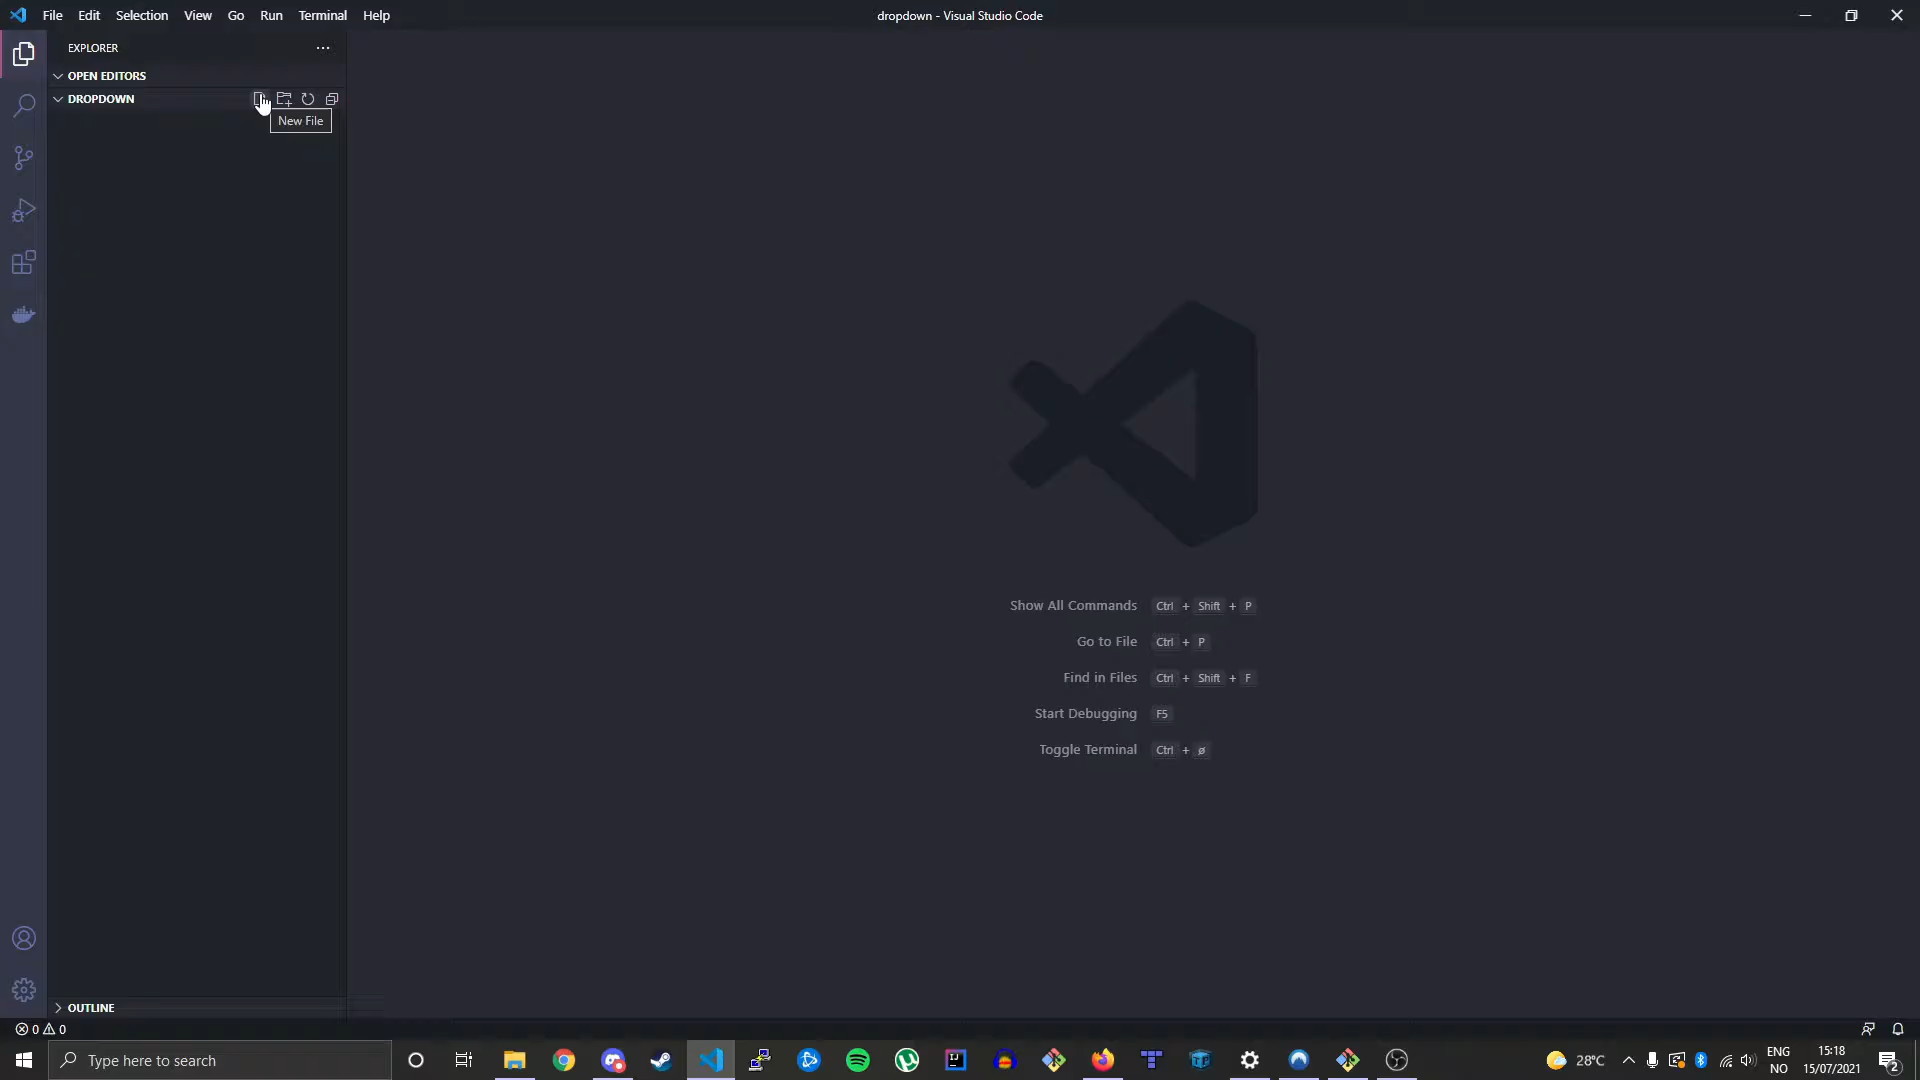 File Edit Selection View Go Run Terminal Help
dropdown - Visual Studio Code
EXPLORER
OPEN EDITORS
DROPDOWN
New File
Show All Commands Ctrl + Shift + P
Go to File Ctrl + P
Find in Files Ctrl + Shift + F
Start Debugging F5
Toggle Terminal Ctrl + ø
OUTLINE
0 0
Type here to search
28°C
ENG
NO
15:18
15/07/2021
2